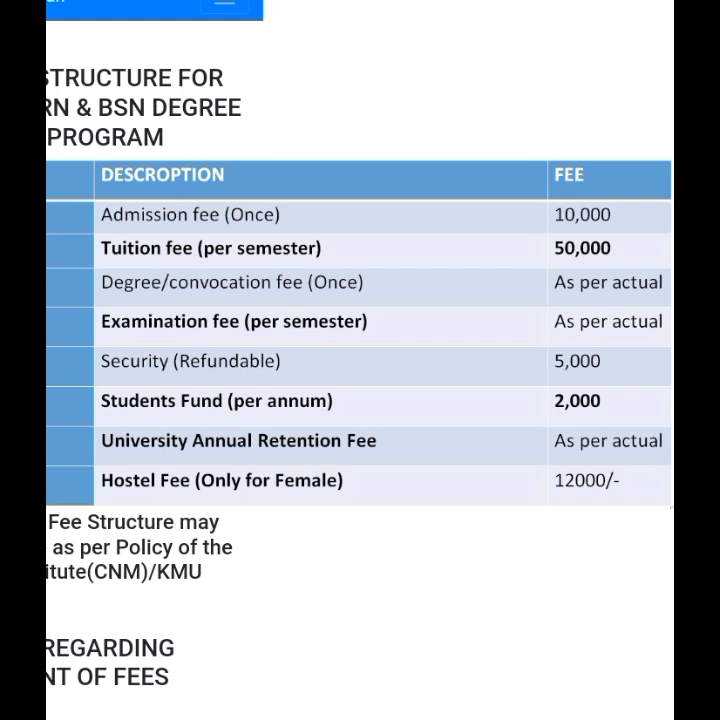 STRUCTURE FOR
RN & BSN DEGREE
PROGRAM
DESCROPTION FEE
Admission fee (Once) 10,000
Tuition fee (per semester) 50,000
Degree/convocation fee (Once) As per actual
Examination fee (per semester) As per actual
Security (Refundable) 5,000
Students Fund (per annum) 2,000
University Annual Retention Fee As per actual
Hostel Fee (Only for Female) 12000/-
Fee Structure may
as per Policy of the
itute(CNM)/KMU
REGARDING
NT OF FEES